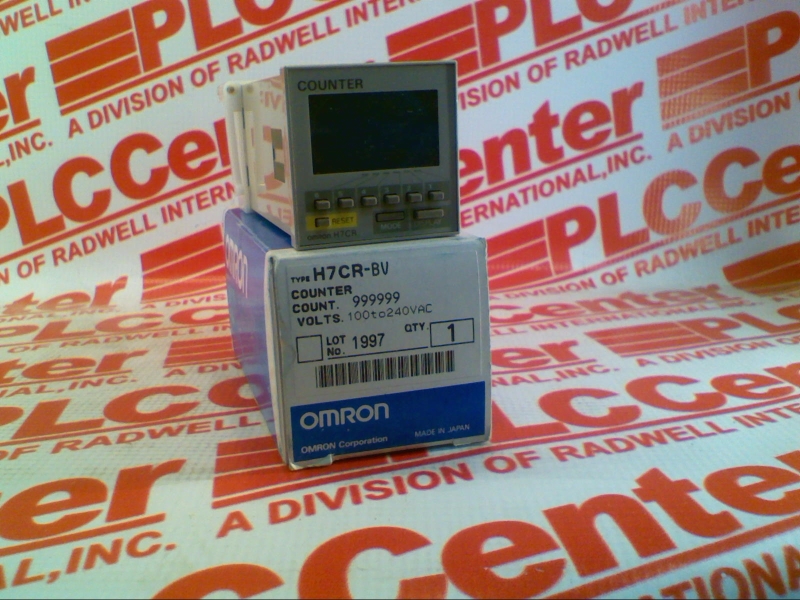 COUNTER
RESET
MODE
omron H7CR
OMRON
TYPE H7CR-BV
COUNTER
COUNT. 999999
VOLTS. 100to240VAC
LOT No. 1997 QTY. 1
OMRON
OMRON Corporation MADE IN JAPAN
PLCCenter
A DIVISION OF RADWELL INTERNATIONAL, INC.